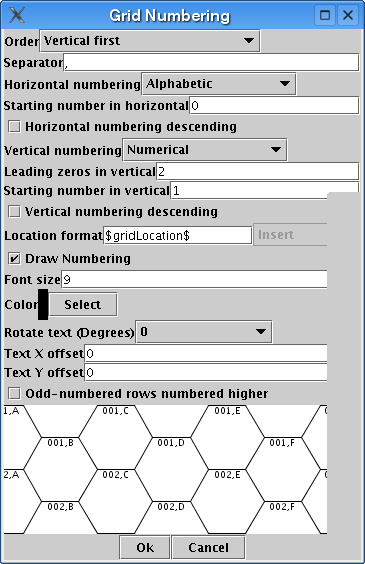 Grid Numbering
Order Vertical first
Separator ,
Horizontal numbering Alphabetic
Starting number in horizontal 0
Horizontal numbering descending
Vertical numbering Numerical
Leading zeros in vertical 2
Starting number in vertical 1
Vertical numbering descending
Location format $gridLocation$ Insert
Draw Numbering
Font size 9
Color Select
Rotate text (Degrees) 0
Text X offset 0
Text Y offset 0
Odd-numbered rows numbered higher
1,A 001,C 001,E
001,B 001,D 001,F
2,A 002,C 002,E
002,B 002,D 002,F
Ok Cancel